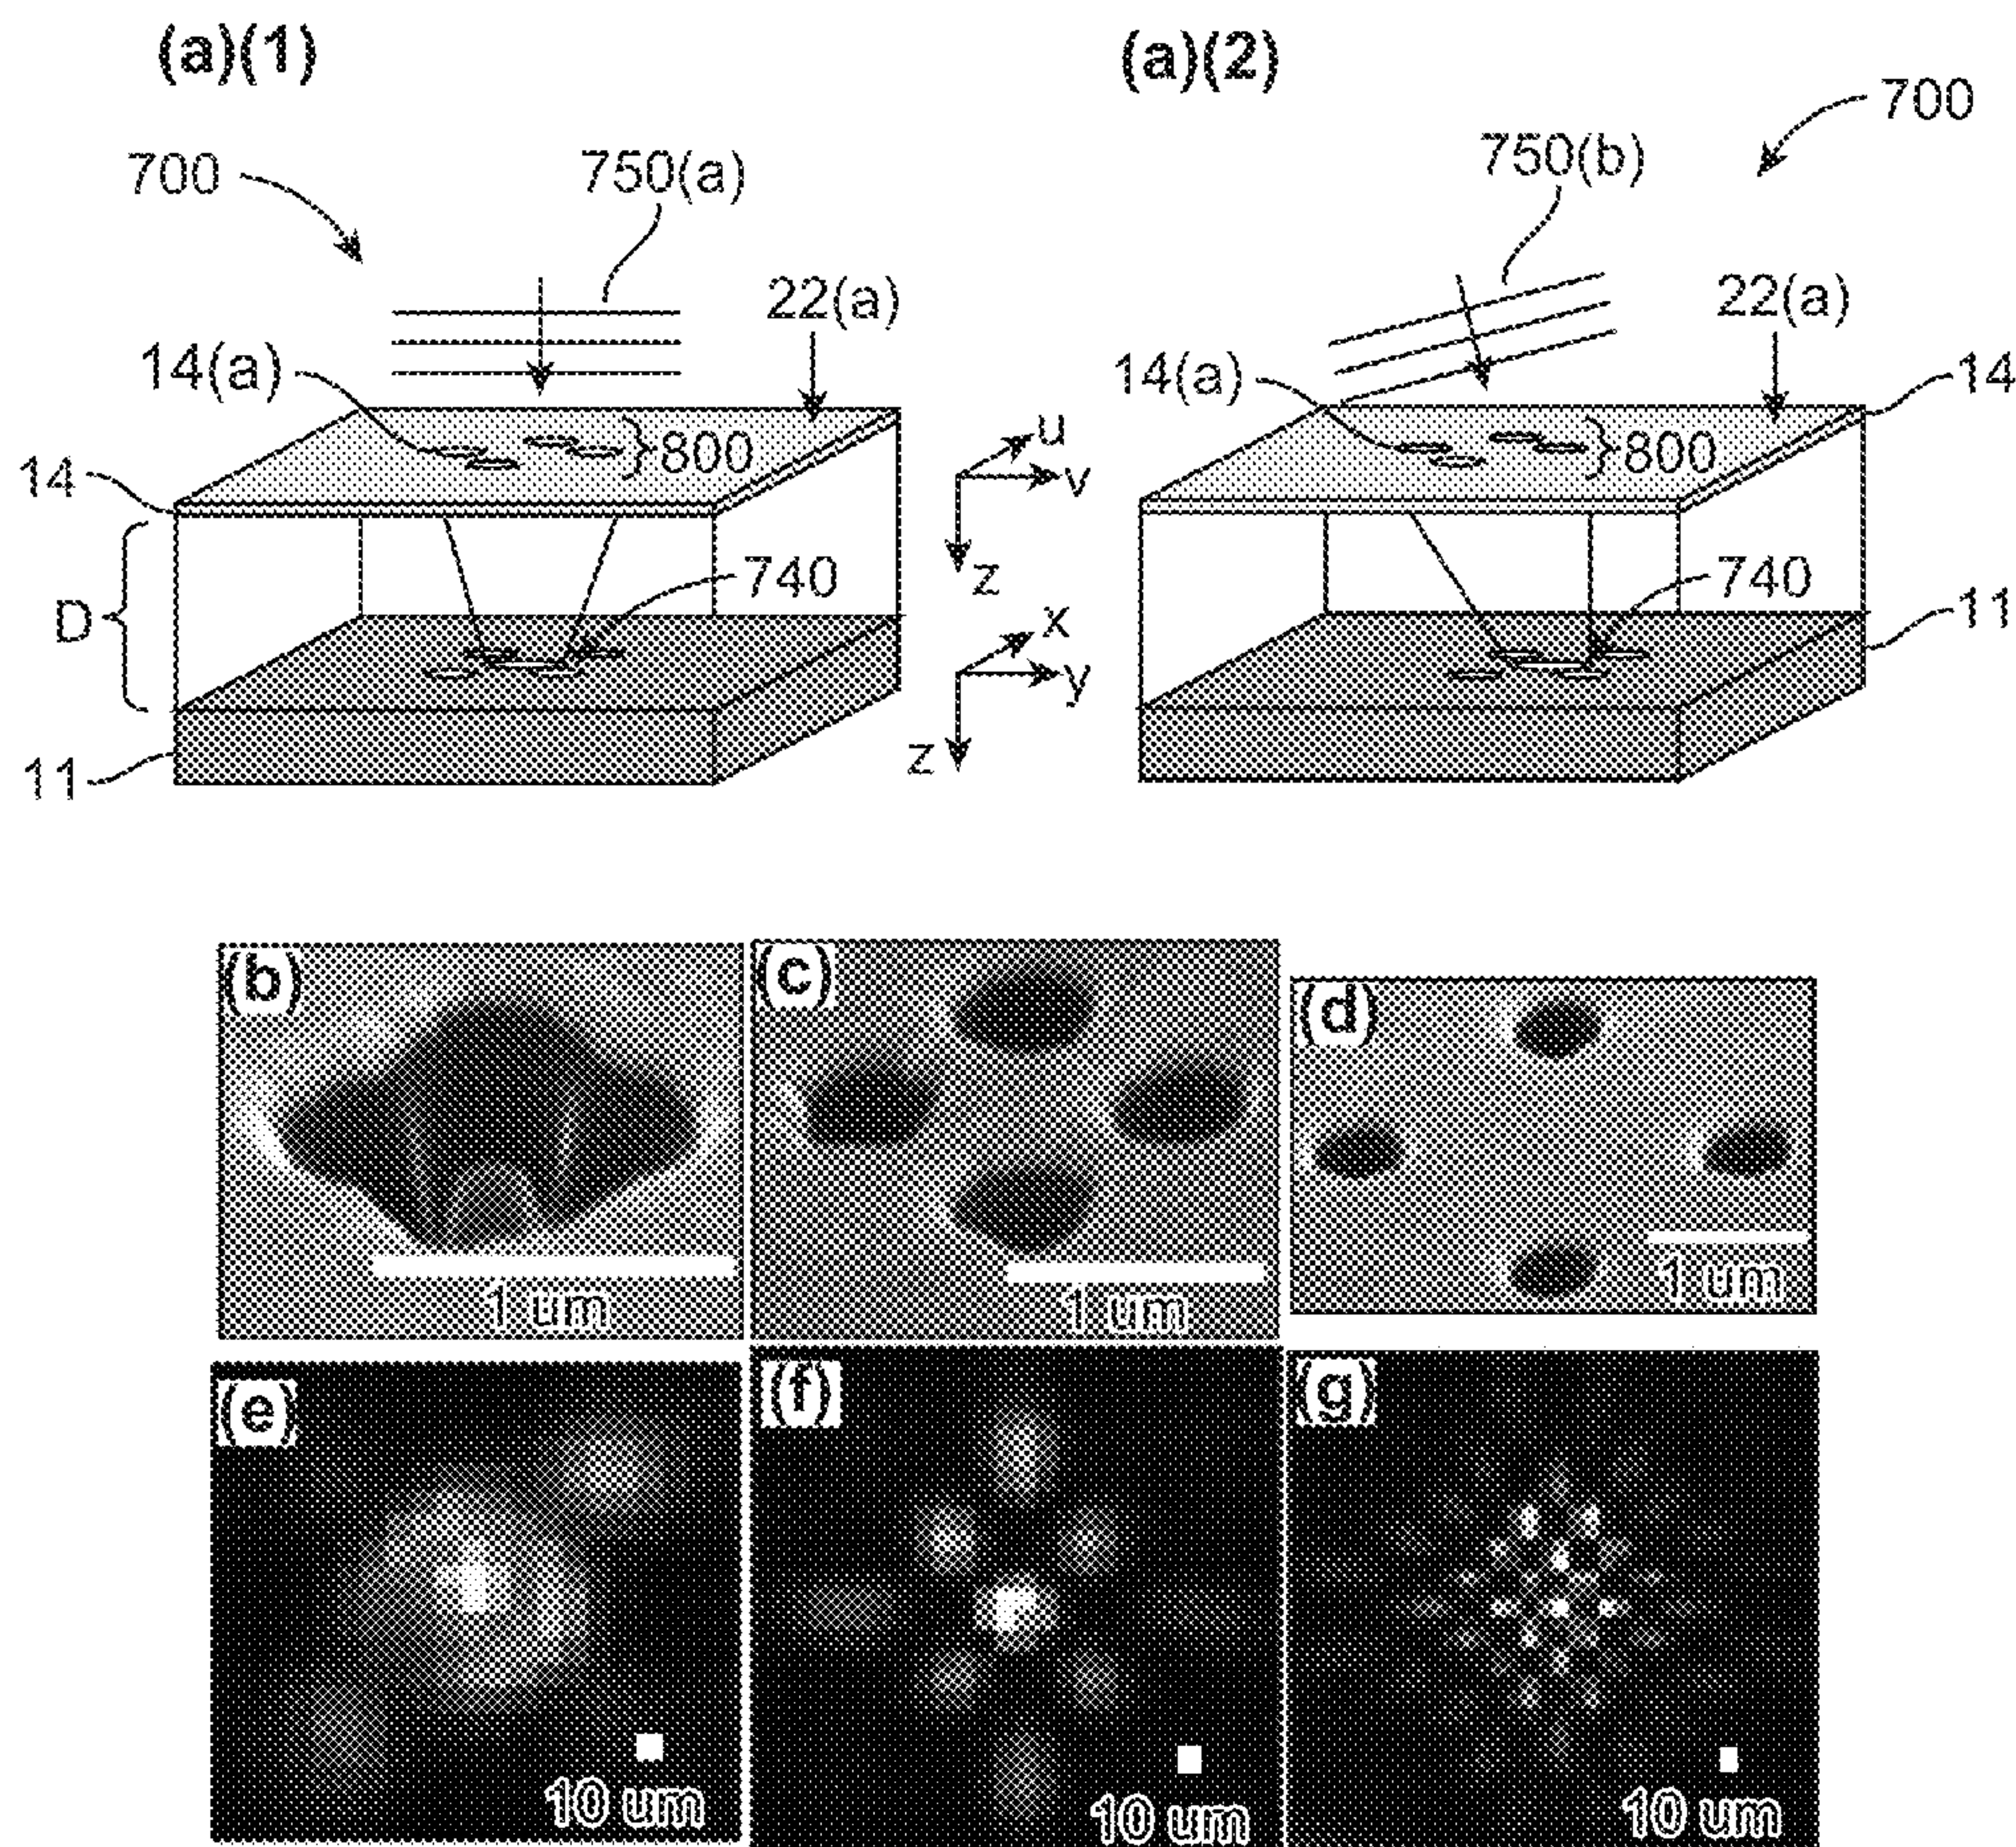 (a)(1)
(a)(2)
700
750(a)
22(a)
14(a)
800
14
D
740
11
u
v
z
x
y
z
700
750(b)
22(a)
14(a)
14
800
740
11
(b)
1 um
(c)
1 um
(d)
1 um
(e)
10 um
(f)
10 um
(g)
10 um